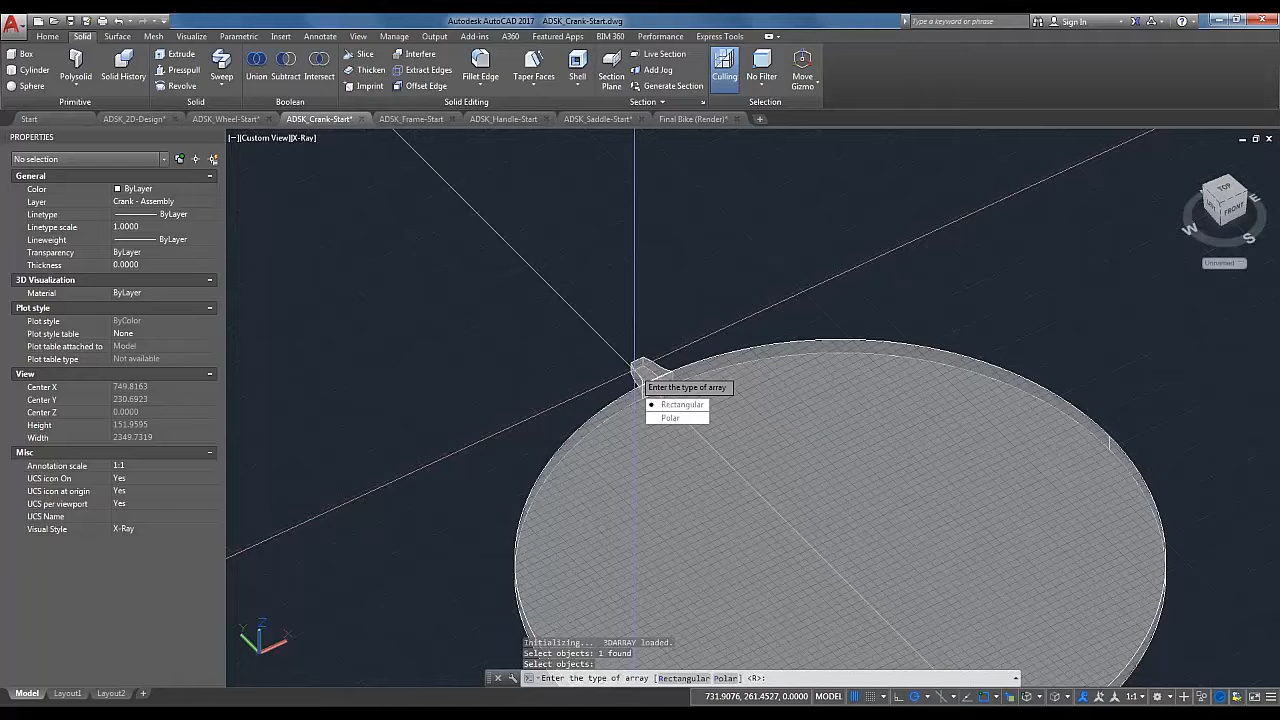 Autodesk AutoCAD 2017 ADSK_Crank-Start.dwg
Type a keyword or phrase
Sign In
Home Solid Surface Mesh Visualize Parametric Insert Annotate View Manage Output Add-ins A360 Featured Apps BIM 360 Performance Express Tools
Box
Cylinder
Sphere
Polysolid
Solid History
Primitive
Extrude
Presspull
Revolve
Sweep
Solid
Union
Subtract
Intersect
Boolean
Slice
Thicken
Imprint
Interfere
Extract Edges
Offset Edge
Fillet Edge
Taper Faces
Shell
Solid Editing
Section Plane
Live Section
Add Jog
Generate Section
Section
Culling
No Filter
Move Gizmo
Selection
Start ADSK_2D-Design* ADSK_Wheel-Start* ADSK_Crank-Start* ADSK_Frame-Start ADSK_Handle-Start ADSK_Saddle-Start* Final Bike (Render)*
PROPERTIES
No selection
General
Color ByLayer
Layer Crank - Assembly
Linetype ByLayer
Linetype scale 1.0000
Lineweight ByLayer
Transparency ByLayer
Thickness 0.0000
3D Visualization
Material ByLayer
Plot style
Plot style ByColor
Plot style table None
Plot table attached to Model
Plot table type Not available
View
Center X 749.8163
Center Y 230.6923
Center Z 0.0000
Height 151.9595
Width 2349.7319
Misc
Annotation scale 1:1
UCS icon On Yes
UCS icon at origin Yes
UCS per viewport Yes
UCS Name
Visual Style X-Ray
[−][Custom View][X-Ray]
TOP
FRONT
E
W
S
Unnamed
Enter the type of array
Rectangular
Polar
Y Z X
Initializing... 3DARRAY loaded.
Select objects: 1 found
Select objects:
Enter the type of array [Rectangular Polar] <R>:
Model Layout1 Layout2
731.9076, 261.4527, 0.0000 MODEL 1:1